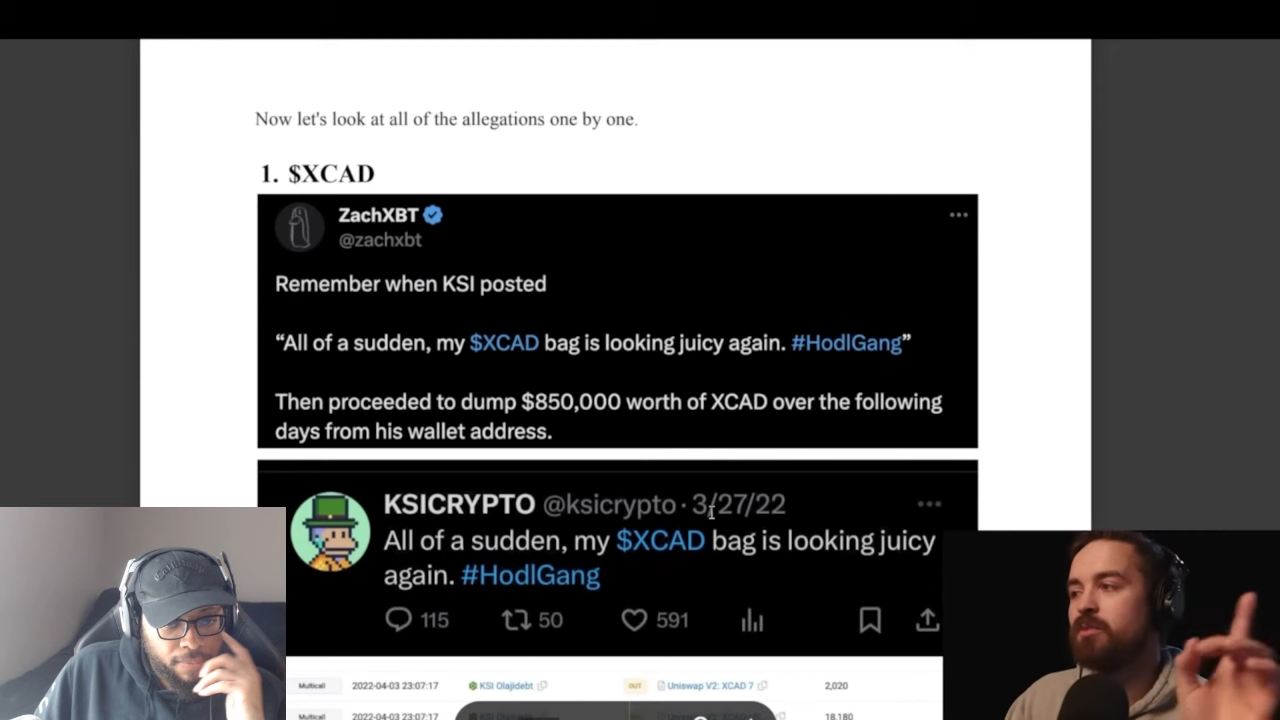 Now let's look at all of the allegations one by one.
1. $XCAD
ZachXBT
@zachxbt
Remember when KSI posted
“All of a sudden, my $XCAD bag is looking juicy again. #HodlGang”
Then proceeded to dump $850,000 worth of XCAD over the following
days from his wallet address.
KSICRYPTO @ksicrypto · 3/27/22
All of a sudden, my $XCAD bag is looking juicy
again. #HodlGang
115 50 591
Multicall 2022-04-03 23:07:17 KSI Olajidebt OUT Uniswap V2: XCAD 7 2,020
Multicall 2022-04-03 23:07:17 18,180